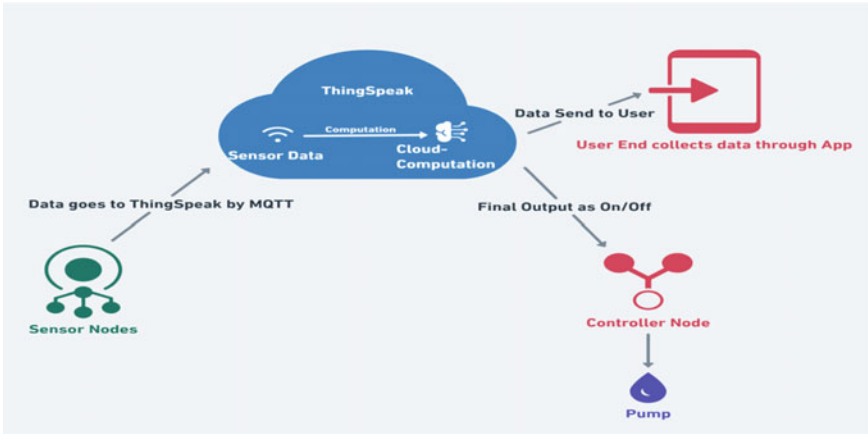 ThingSpeak
Computation
Sensor Data
Cloud-
Computation
Data Send to User
User End collects data through App
Data goes to ThingSpeak by MQTT
Final Output as On/Off
Sensor Nodes
Controller Node
Pump